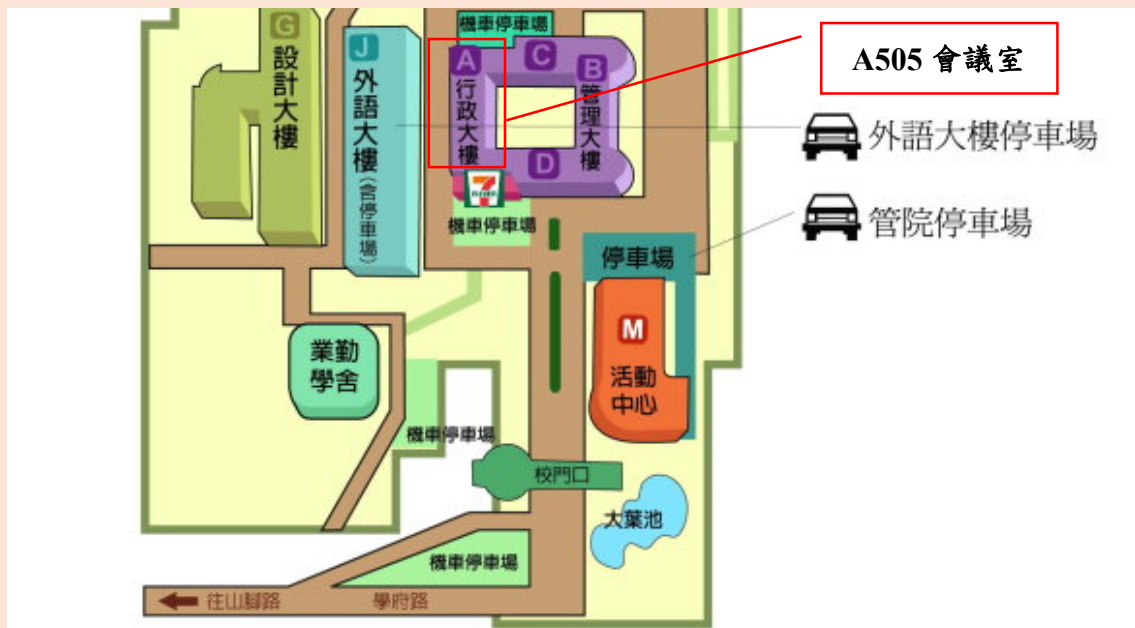 機車停車場
G
設計大樓
J
外語大樓(含停車場)
A
行政大樓
C
B
管理大樓
D
A505 會議室
外語大樓停車場
7
ELEVEN
機車停車場
管院停車場
停車場
M
活動
中心
業勤
學舍
機車停車場
校門口
大葉池
機車停車場
往山腳路
學府路